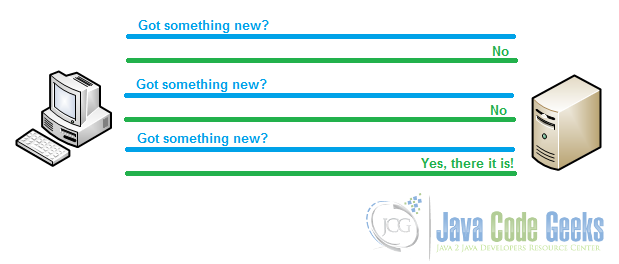 Got something new?
No
Got something new?
No
Got something new?
Yes, there it is!
JCG
Java Code Geeks
JAVA 2 JAVA DEVELOPERS RESOURCE CENTER